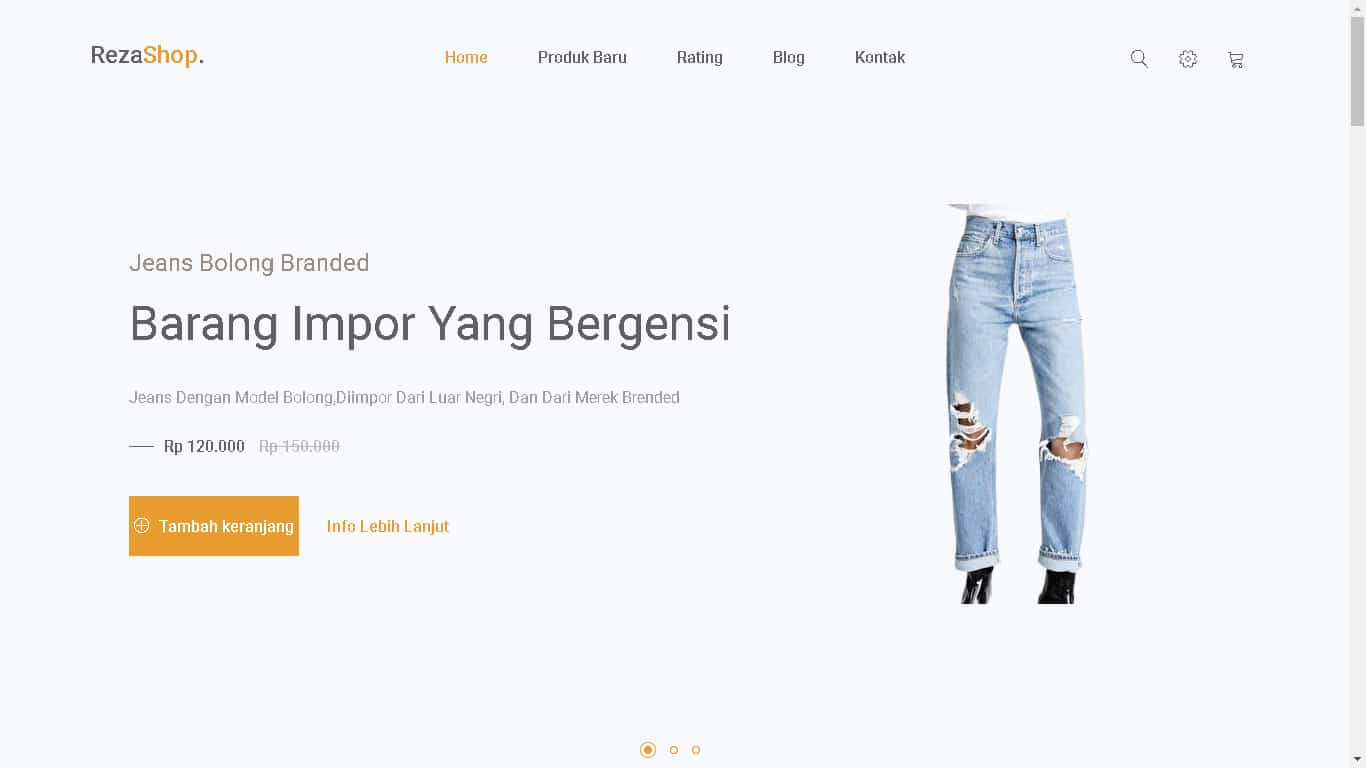 RezaShop.
Home Produk Baru Rating Blog Kontak
Jeans Bolong Branded
Barang Impor Yang Bergensi
Jeans Dengan Model Bolong,Diimpor Dari Luar Negri, Dan Dari Merek Brended
Rp 120.000 Rp 150.000
Tambah keranjang Info Lebih Lanjut